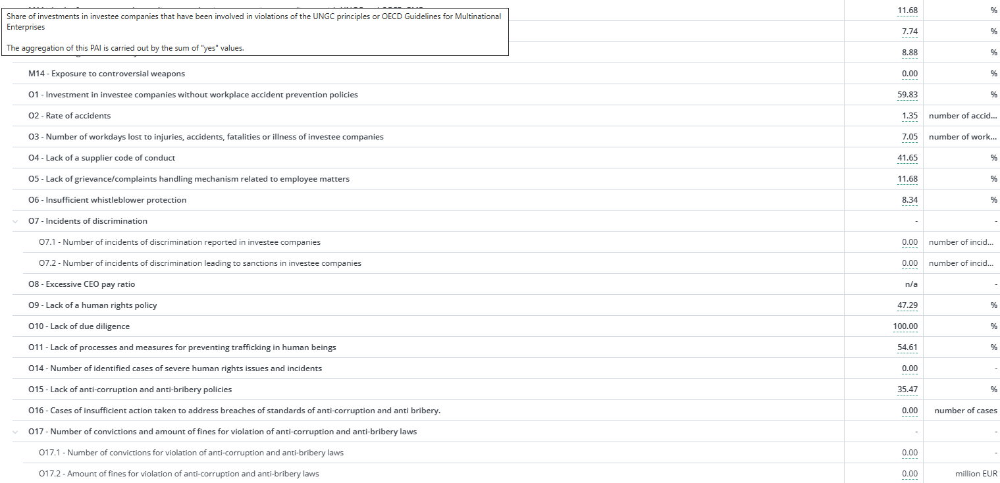 Share of investments in investee companies that have been involved in violations of the UNGC principles or OECD Guidelines for Multinational
Enterprises
The aggregation of this PAI is carried out by the sum of "yes" values.
11.68 %
7.74 %
8.88 %
M14 - Exposure to controversial weapons 0.00 %
O1 - Investment in investee companies without workplace accident prevention policies 59.83 %
O2 - Rate of accidents 1.35 number of accid...
O3 - Number of workdays lost to injuries, accidents, fatalities or illness of investee companies 7.05 number of work...
O4 - Lack of a supplier code of conduct 41.65 %
O5 - Lack of grievance/complaints handling mechanism related to employee matters 11.68 %
O6 - Insufficient whistleblower protection 8.34 %
O7 - Incidents of discrimination - -
O7.1 - Number of incidents of discrimination reported in investee companies 0.00 number of incid...
O7.2 - Number of incidents of discrimination leading to sanctions in investee companies 0.00 number of incid...
O8 - Excessive CEO pay ratio n/a -
O9 - Lack of a human rights policy 47.29 %
O10 - Lack of due diligence 100.00 %
O11 - Lack of processes and measures for preventing trafficking in human beings 54.61 %
O14 - Number of identified cases of severe human rights issues and incidents 0.00 -
O15 - Lack of anti-corruption and anti-bribery policies 35.47 %
O16 - Cases of insufficient action taken to address breaches of standards of anti-corruption and anti bribery. 0.00 number of cases
O17 - Number of convictions and amount of fines for violation of anti-corruption and anti-bribery laws - -
O17.1 - Number of convictions for violation of anti-corruption and anti-bribery laws 0.00 -
O17.2 - Amount of fines for violation of anti-corruption and anti-bribery laws 0.00 million EUR